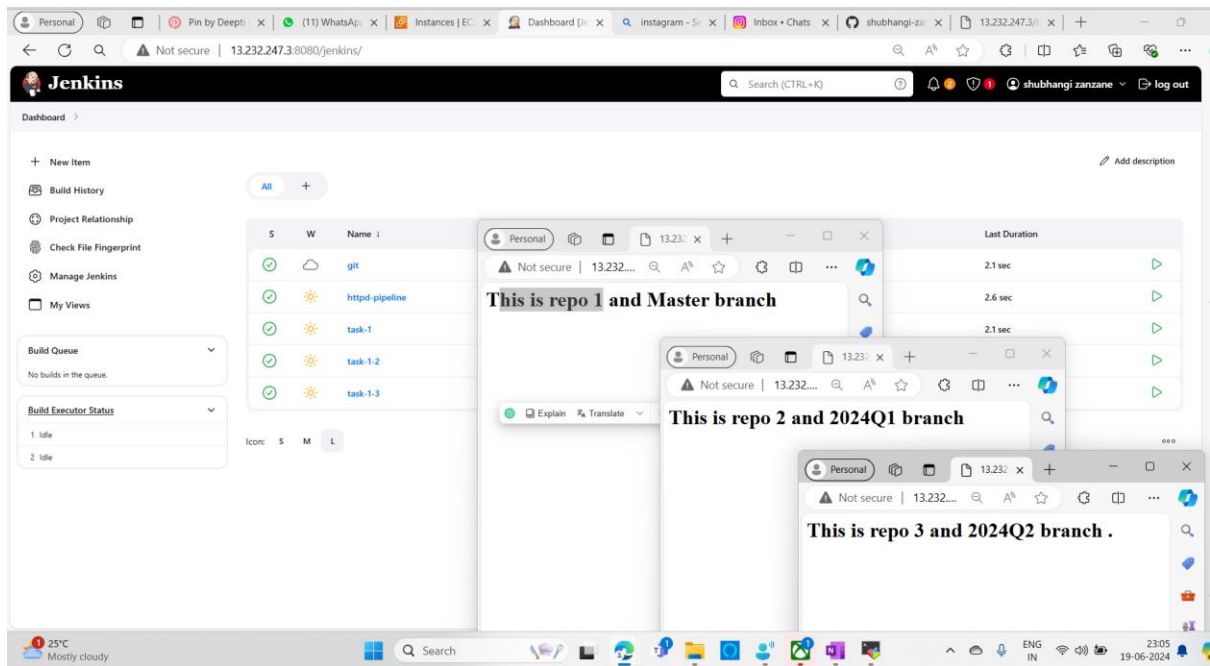 Personal
Pin by Deepti
(11) WhatsAp
Instances | EC
Dashboard [Je
instagram - Se
Inbox • Chats
shubhangi-za
13.232.247.3/
Not secure | 13.232.247.3:8080/jenkins/
Jenkins
Search (CTRL+K)
2
1
shubhangi zanzane
log out
Dashboard >
+ New Item
Add description
Build History
All +
Project Relationship
Check File Fingerprint
Manage Jenkins
My Views
S W Name ↓ Last Duration
git 2.1 sec
httpd-pipeline 2.6 sec
task-1 2.1 sec
task-1-2
task-1-3
Build Queue
No builds in the queue.
Build Executor Status
1 Idle
2 Idle
Icon: S M L
Personal 13.232
Not secure | 13.232....
This is repo 1 and Master branch
Explain Translate
Personal 13.232
Not secure | 13.232....
This is repo 2 and 2024Q1 branch
Personal 13.232
Not secure | 13.232....
This is repo 3 and 2024Q2 branch .
1
25°C
Mostly cloudy
Search
ENG
IN
23:05
19-06-2024